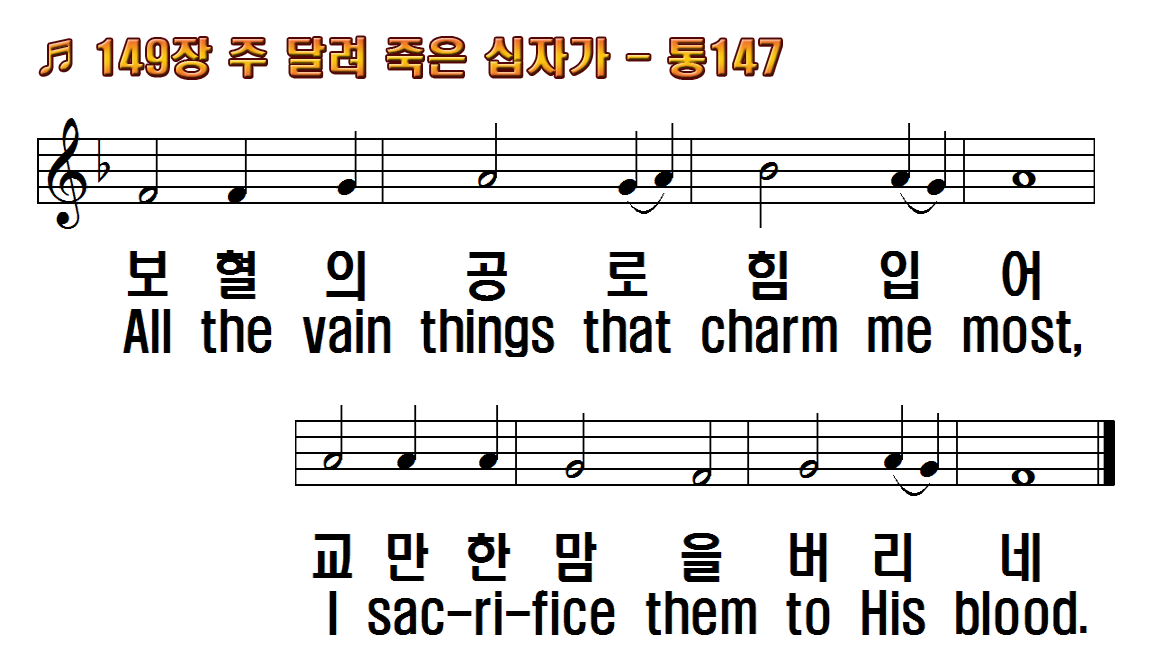 ♬ 149장 주 달려 죽은 십자가 - 통147
보 혈 의 공 로 힘 입 어
All the vain things that charm me most,
교 만 한 맘 을 버 리 네
I sac-ri-fice them to His blood.